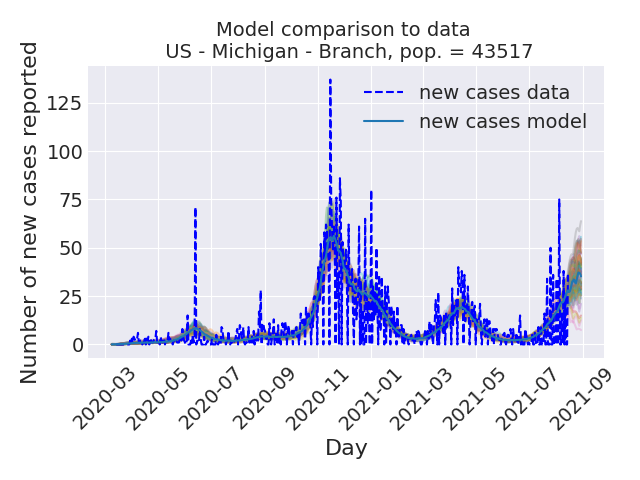 Model comparison to data
US - Michigan - Branch, pop. = 43517
Number of new cases reported
125
100
75
50
25
0
new cases data
new cases model
2020-03
2020-05
2020-07
2020-09
2020-11
2021-01
2021-03
2021-05
2021-07
2021-09
Day